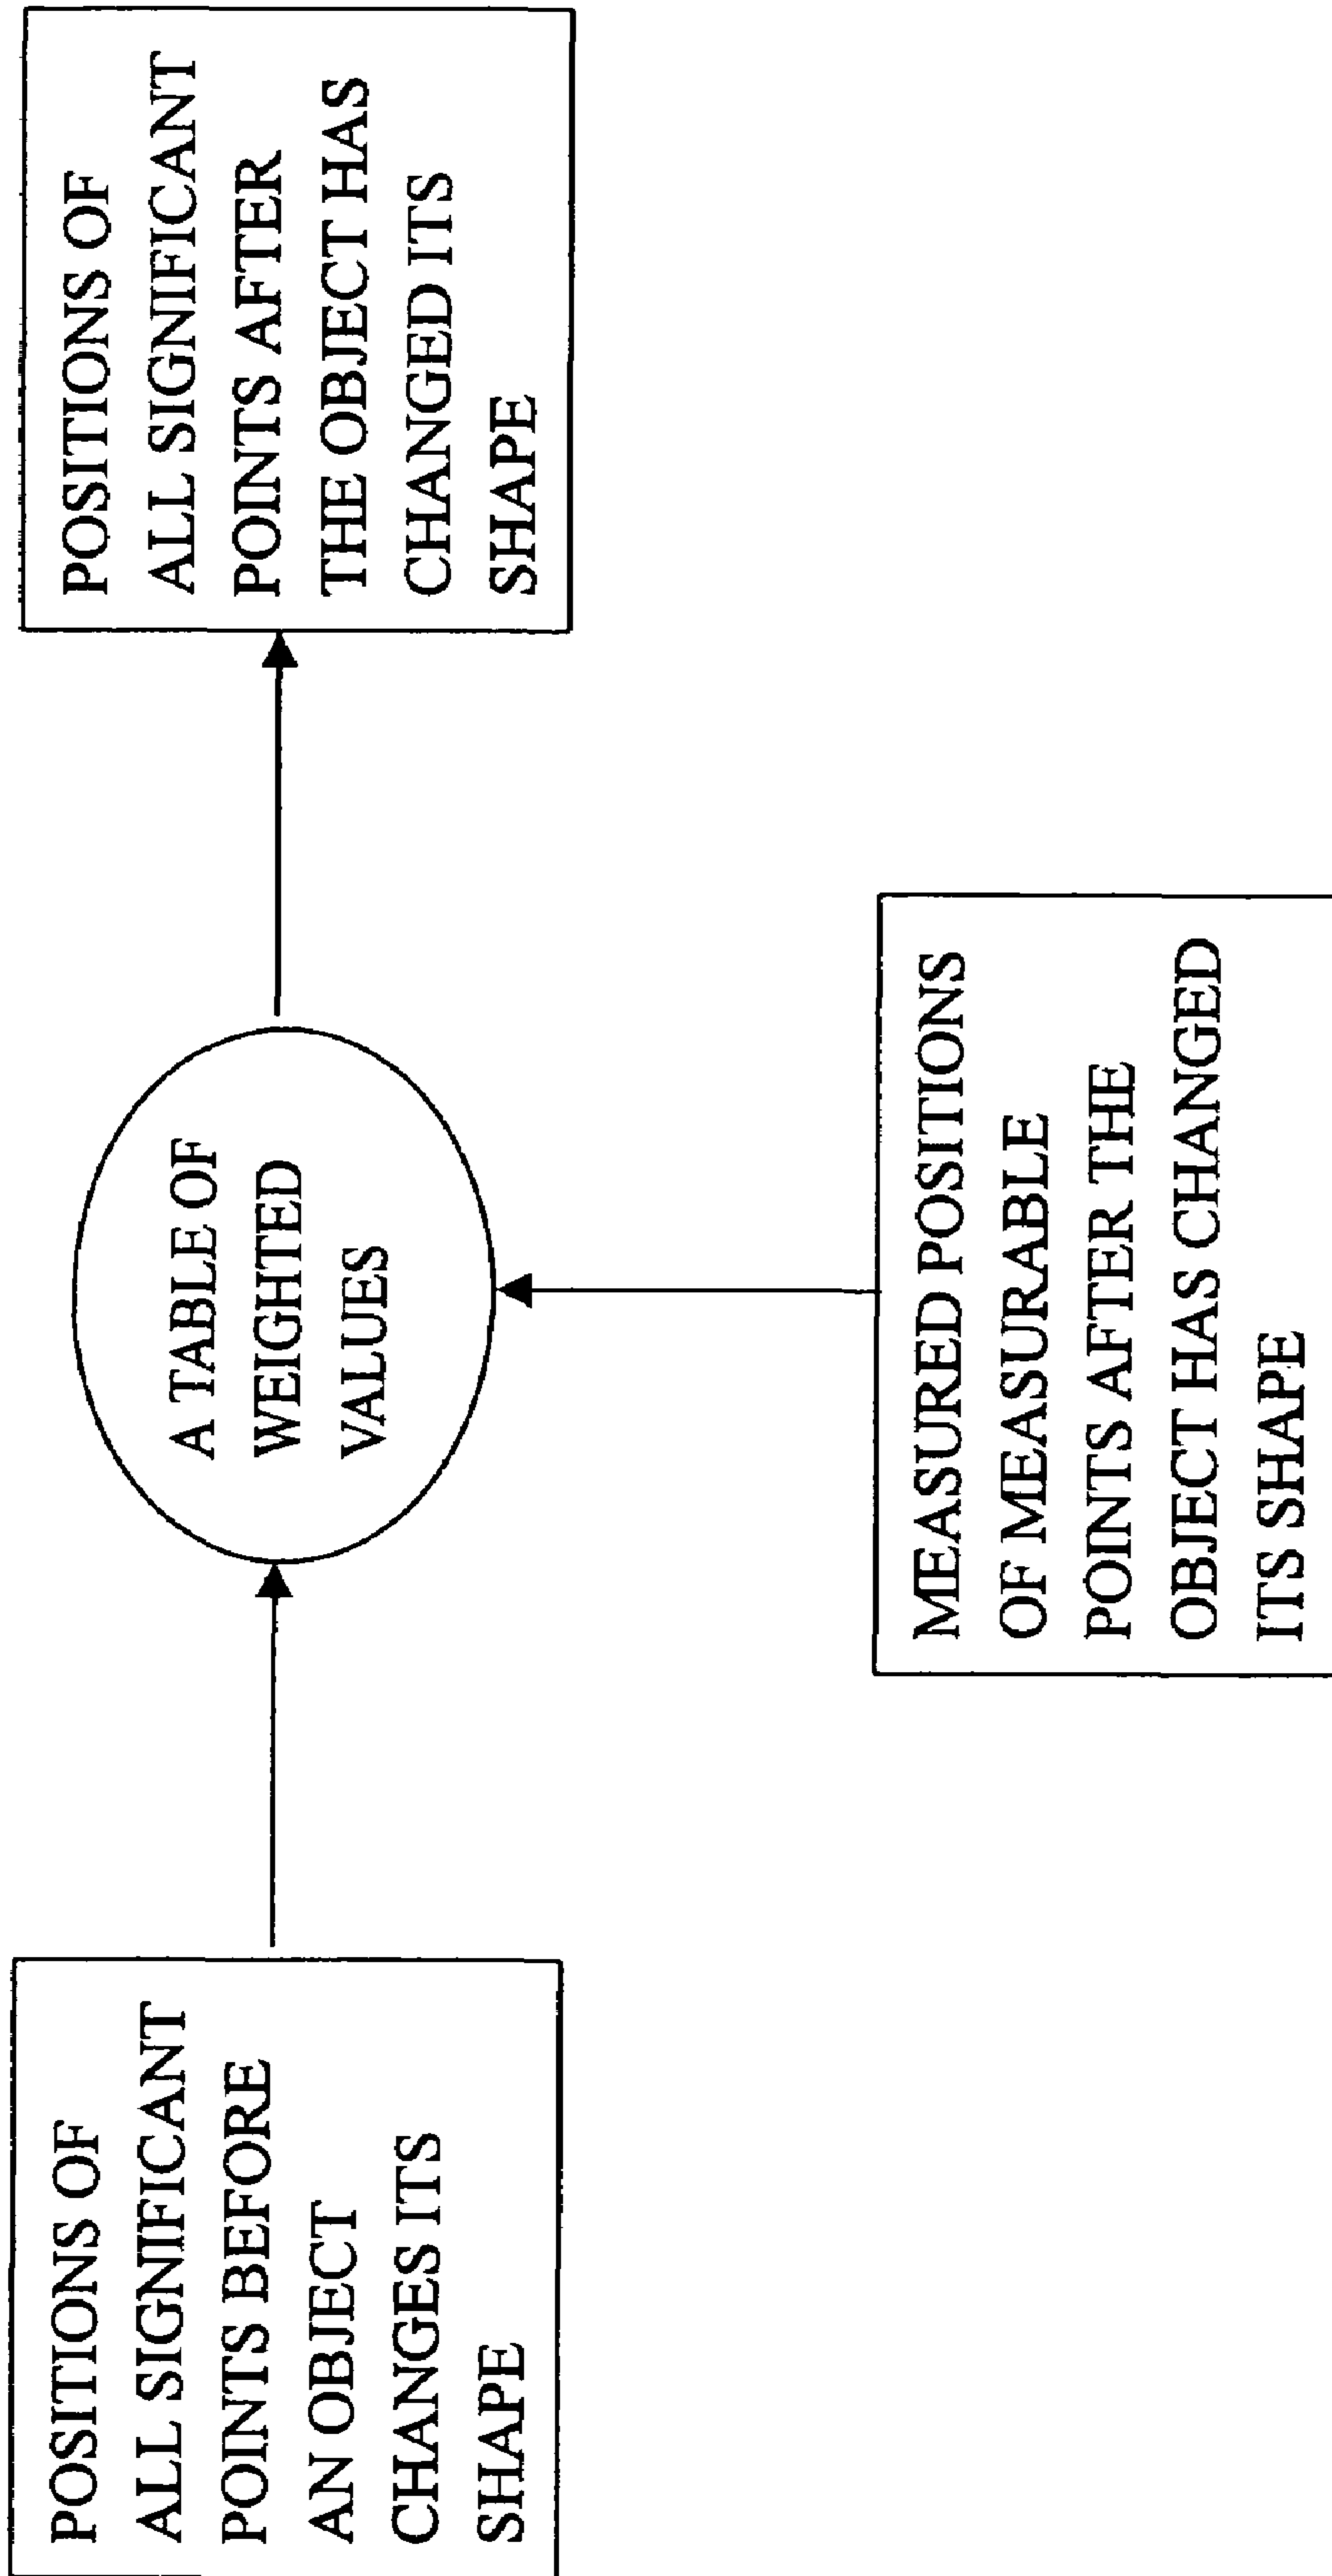 POSITIONS OF
ALL SIGNIFICANT
POINTS BEFORE
AN OBJECT
CHANGES ITS
SHAPE
A TABLE OF
WEIGHTED
VALUES
POSITIONS OF
ALL SIGNIFICANT
POINTS AFTER
THE OBJECT HAS
CHANGED ITS
SHAPE
MEASURED POSITIONS
OF MEASURABLE
POINTS AFTER THE
OBJECT HAS CHANGED
ITS SHAPE